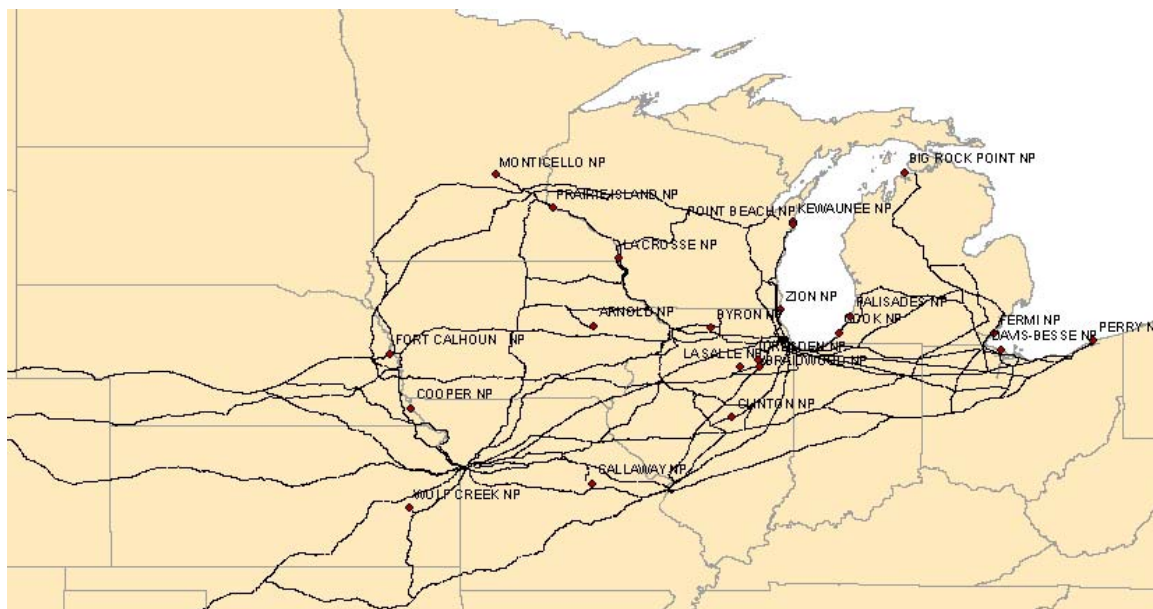 MONTICELLO NP
BIG ROCK POINT NP
PRAIRIE ISLAND NP
POINT BEACH NP
KEWAUNEE NP
LACROSSE NP
ZION NP
PALISADES NP
ARNOLD NP
BYRON NP
COOK NP
FERMI NP
DAVIS-BESSE NP
PERRY N
FORT CALHOUN NP
DRESDEN NP
LASALLE NP
BRAIDWOOD NP
COOPER NP
CLINTON NP
CALLAWAY NP
WOLF CREEK NP